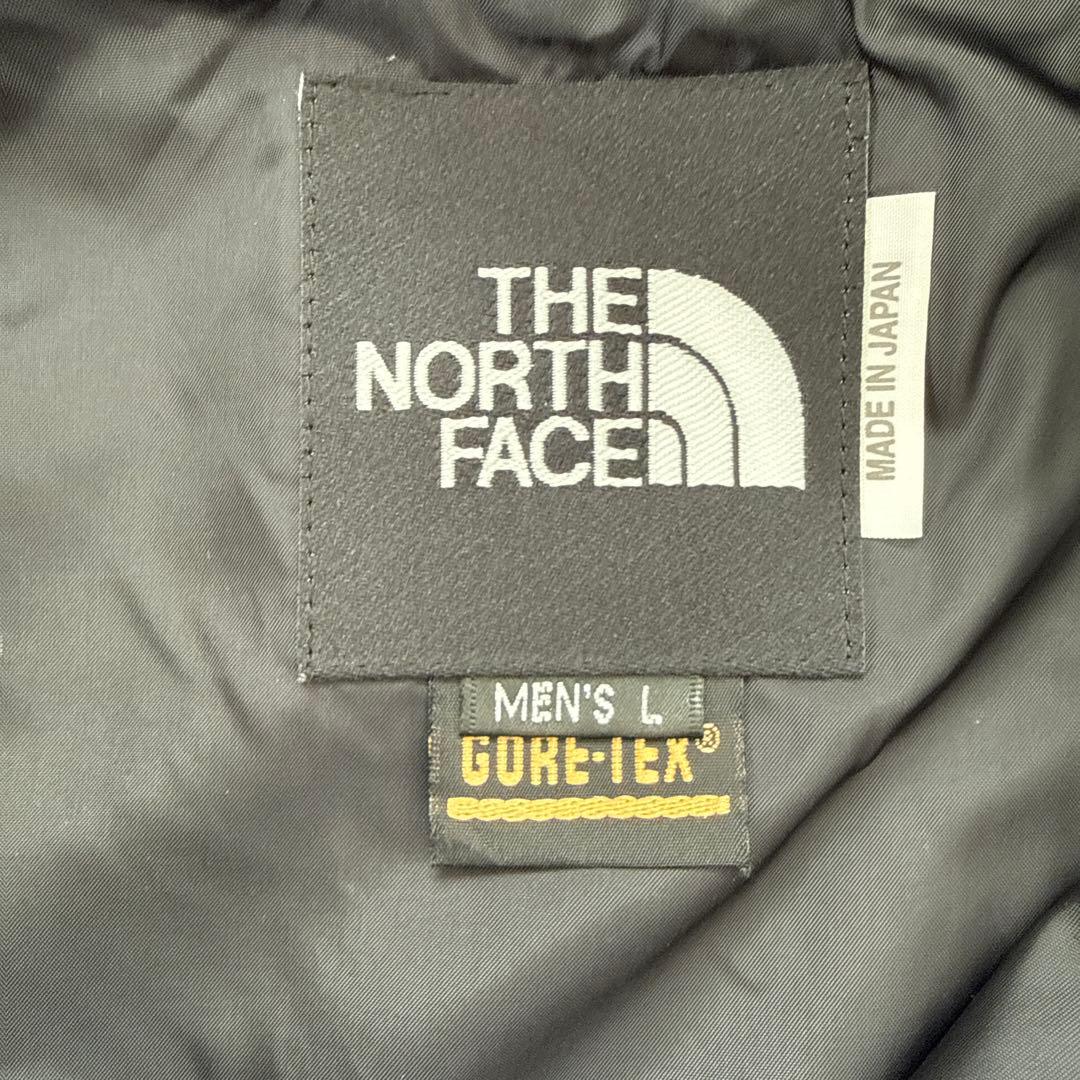 THE
NORTH
FACE
MADE IN JAPAN
MEN'S L
GORE-TEX®